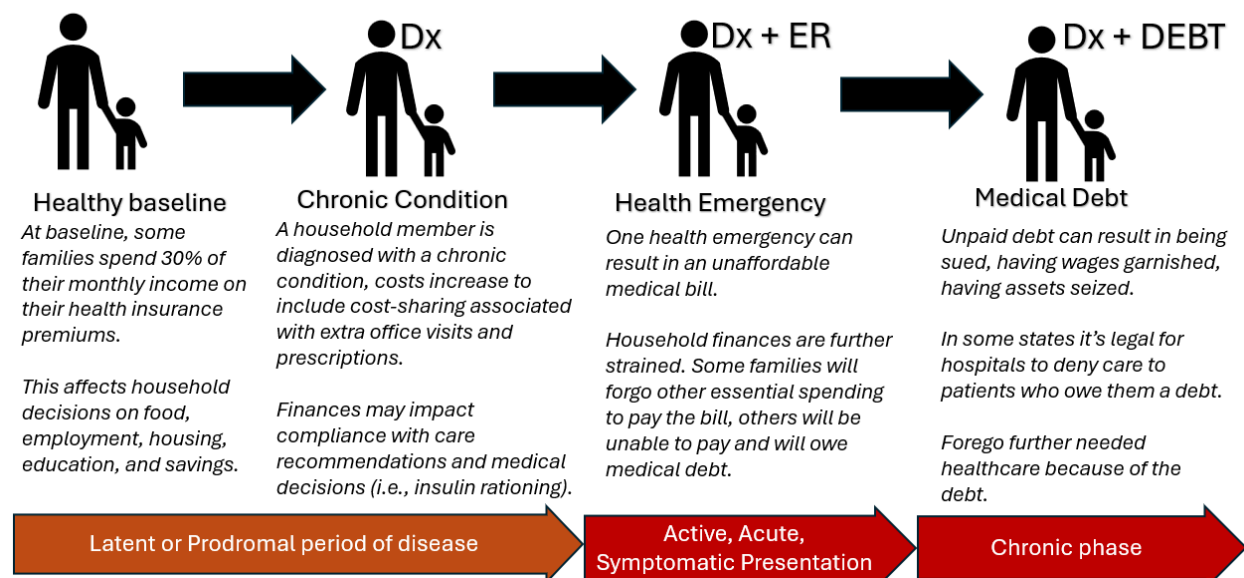 Dx
Dx + ER
Dx + DEBT
Healthy baseline
At baseline, some
families spend 30% of
their monthly income on
their health insurance
premiums.
This affects household
decisions on food,
employment, housing,
education, and savings.
Chronic Condition
A household member is
diagnosed with a chronic
condition, costs increase to
include cost-sharing associated
with extra office visits and
prescriptions.
Finances may impact
compliance with care
recommendations and medical
decisions (i.e., insulin rationing).
Health Emergency
One health emergency can
result in an unaffordable
medical bill.
Household finances are further
strained. Some families will
forgo other essential spending
to pay the bill, others will be
unable to pay and will owe
medical debt.
Medical Debt
Unpaid debt can result in being
sued, having wages garnished,
having assets seized.
In some states it’s legal for
hospitals to deny care to
patients who owe them a debt.
Forego further needed
healthcare because of the
debt.
Latent or Prodromal period of disease
Active, Acute,
Symptomatic Presentation
Chronic phase